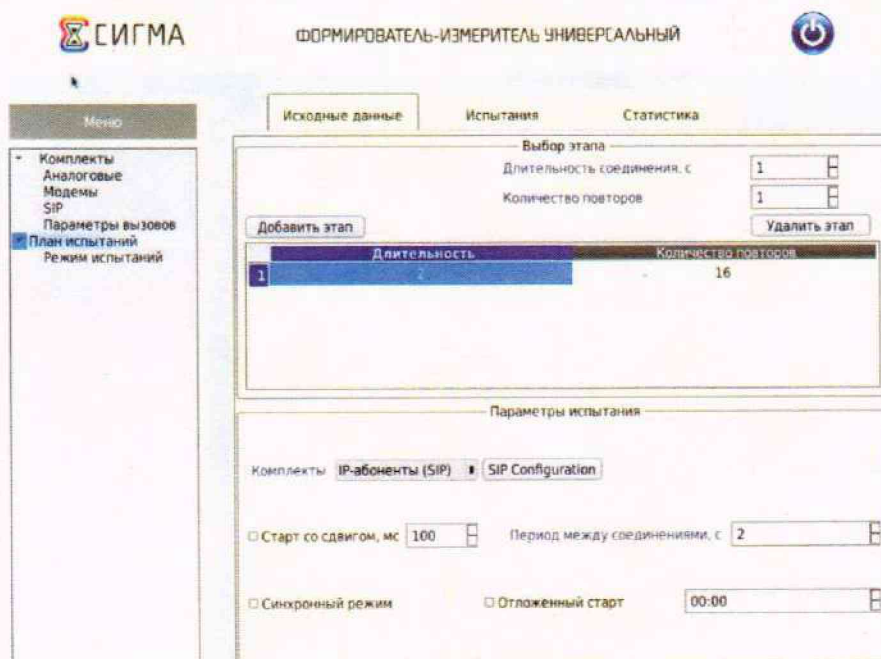 СИГМА
ФОРМИРОВАТЕЛЬ-ИЗМЕРИТЕЛЬ УНИВЕРСАЛЬНЫЙ
Меню
Комплекты
Аналоговые
Модемы
SIP
Параметры вызовов
План испытаний
Режим испытаний
Исходные данные Испытания Статистика
Выбор этапа
Длительность соединения, с 1
Количество повторов 1
Добавить этап Удалить этап
Длительность Количество повторов
1 2 16
Параметры испытания
Комплекты IP-абоненты (SIP) SIP Configuration
Старт со сдвигом, мс 100 Период между соединениями, с 2
Синхронный режим Отложенный старт 00:00